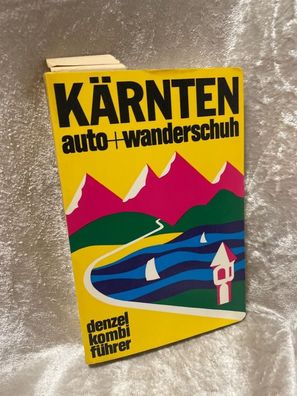 KÄRNTEN
auto+wanderschuh
denzel
kombi
führer